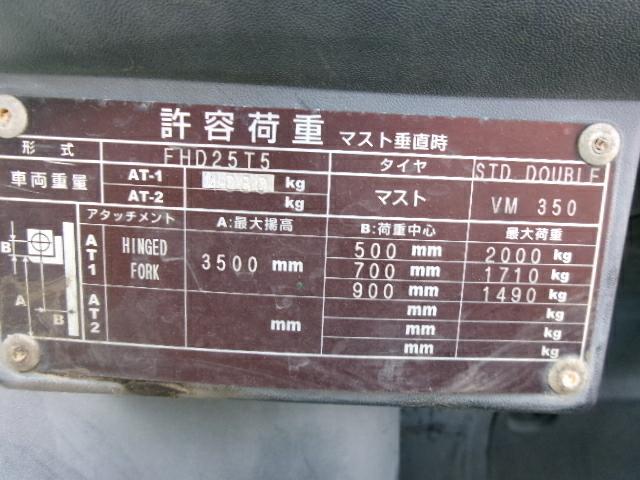 許容荷重 マスト垂直時
形式 FHD25T5 タイヤ STD DOUBLE
車両重量 AT-1 kg マスト VM 350
AT-2 kg
アタッチメント A:最大揚高 B:荷重中心 最大荷重
AT1 HINGED FORK 3500 mm 500 mm 2000 kg
700 mm 1710 kg
900 mm 1490 kg
AT2 mm mm kg
mm kg
mm kg
B
A
B